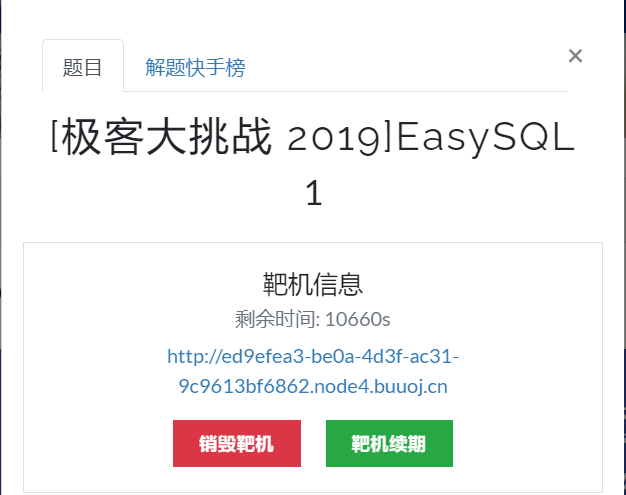 题目 解题快手榜 ×
[极客大挑战 2019]EasySQL
1
靶机信息
剩余时间: 10660s
http://ed9efea3-be0a-4d3f-ac31-
9c9613bf6862.node4.buuoj.cn
销毁靶机 靶机续期